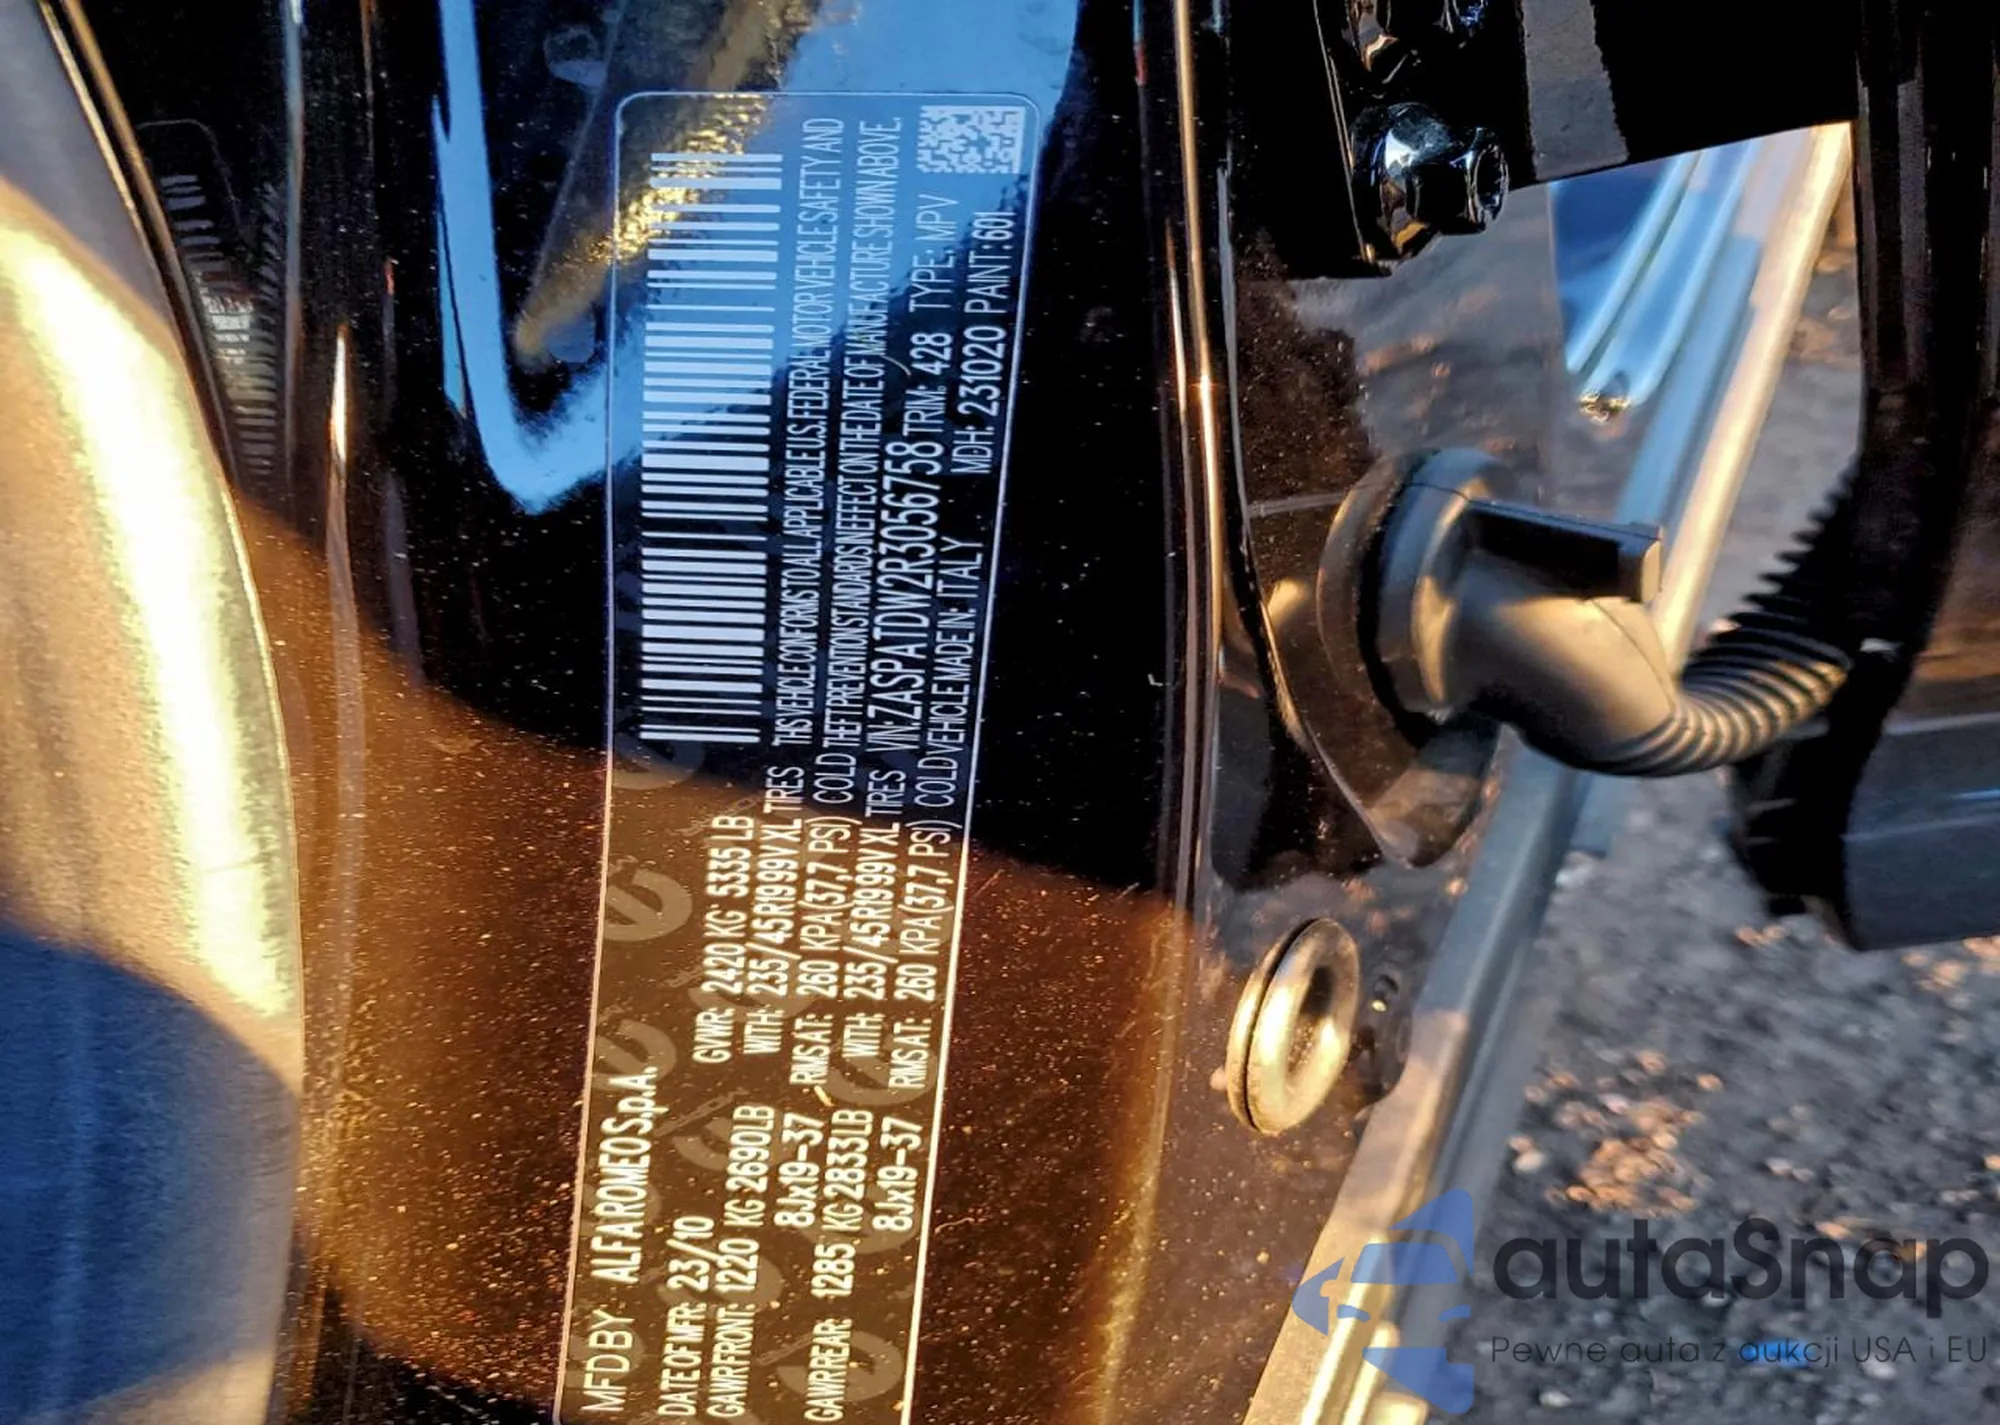 MFD BY: ALFA ROMEO S.p.A.
DATE OF MFR: 23/10 GVWR: 2420 KG 5335 LB
GAWR FRONT: 1220 KG 2690LB WITH: 235/45R19 99V XL TIRES THIS VEHICLE CONFORMS TO ALL APPLICABLE U.S. FEDERAL MOTOR VEHICLE SAFETY AND
8Jx19-37 RIMS AT: 260 KPA(37,7 PSI) COLD THEFT PREVENTION STANDARDS IN EFFECT ON THE DATE OF MANUFACTURE SHOWN ABOVE.
GAWR REAR: 1285 KG 2833LB WITH: 235/45R19 99V XL TIRES VIN: ZASPATDW2R3056758 TRIM: 428 TYPE: MPV
8Jx19-37 RIMS AT: 260 KPA(37,7 PSI) COLD VEHICLE MADE IN: ITALY MDH: 231020 PAINT: 601
autaSnap
Pewne auta z aukcji USA i EU